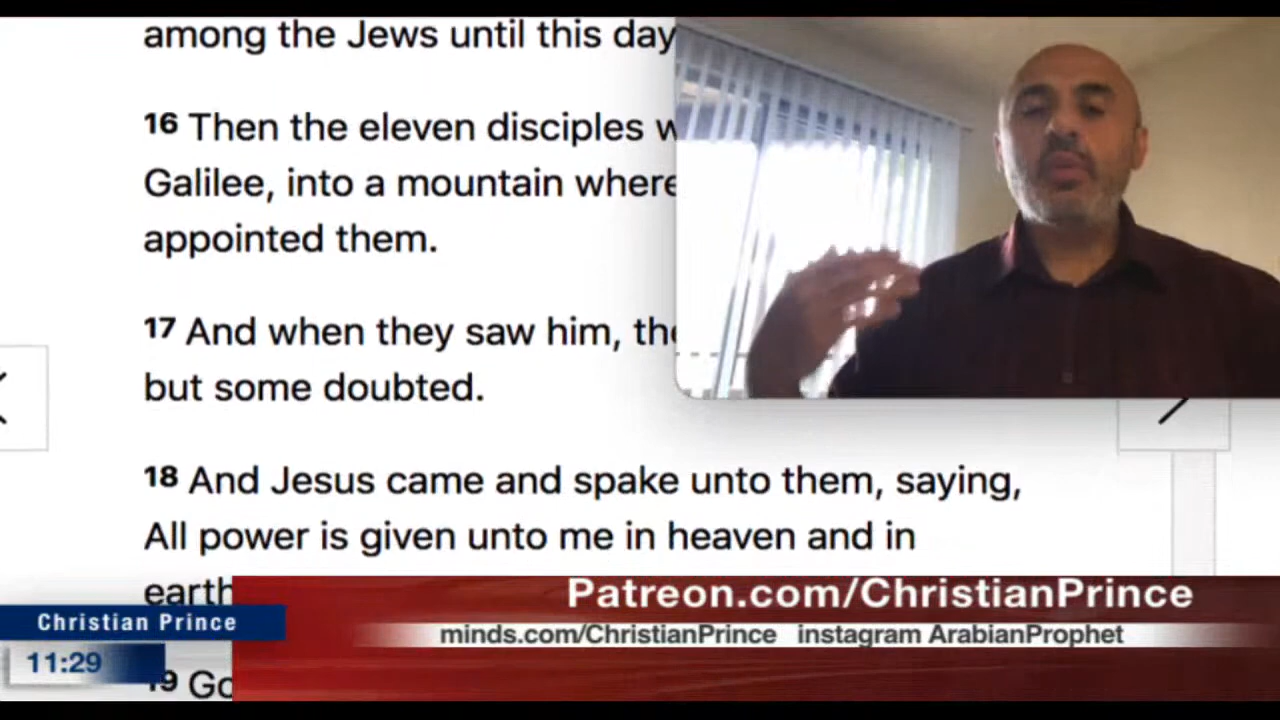 among the Jews until this day
16 Then the eleven disciples
Galilee, into a mountain where
appointed them.
17 And when they saw him,
but some doubted.
18 And Jesus came and spake unto them, saying,
All power is given unto me in heaven and in
earth
Patreon.com/ChristianPrince
Christian Prince
minds.com/ChristianPrince instagram ArabianProphet
11:29
19